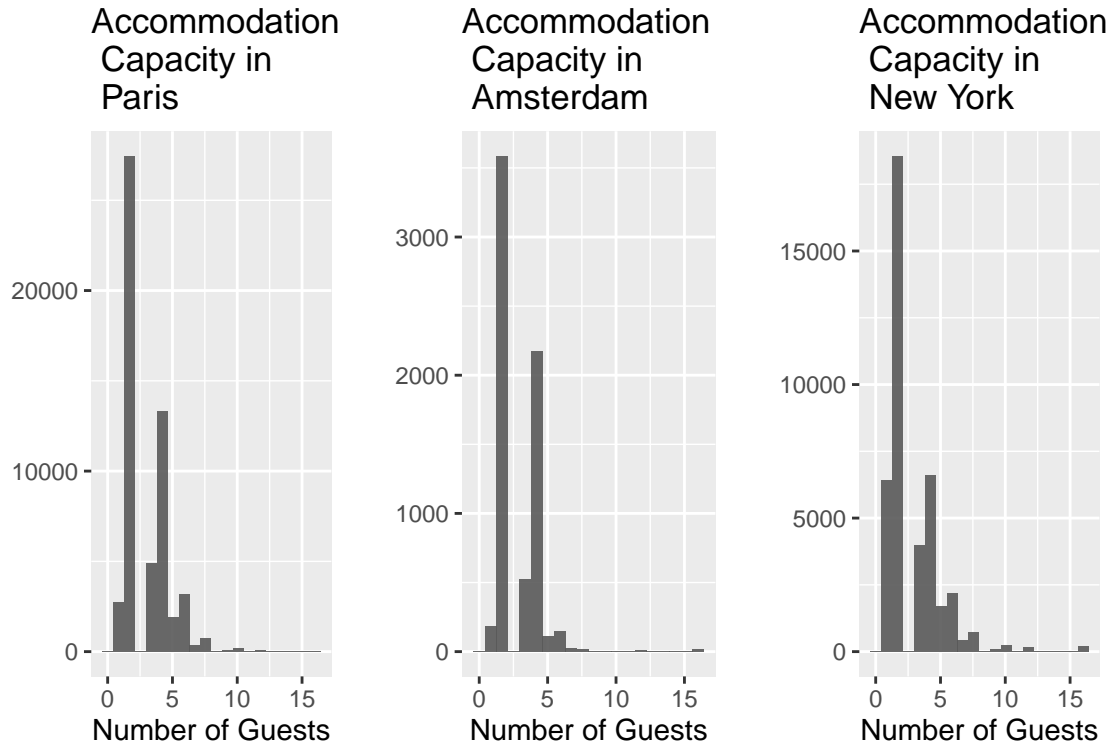 Accommodation
Capacity in
Paris
20000
10000
0
0 5 10 15
Number of Guests
Accommodation
Capacity in
Amsterdam
3000
2000
1000
0
0 5 10 15
Number of Guests
Accommodation
Capacity in
New York
15000
10000
5000
0
0 5 10 15
Number of Guests